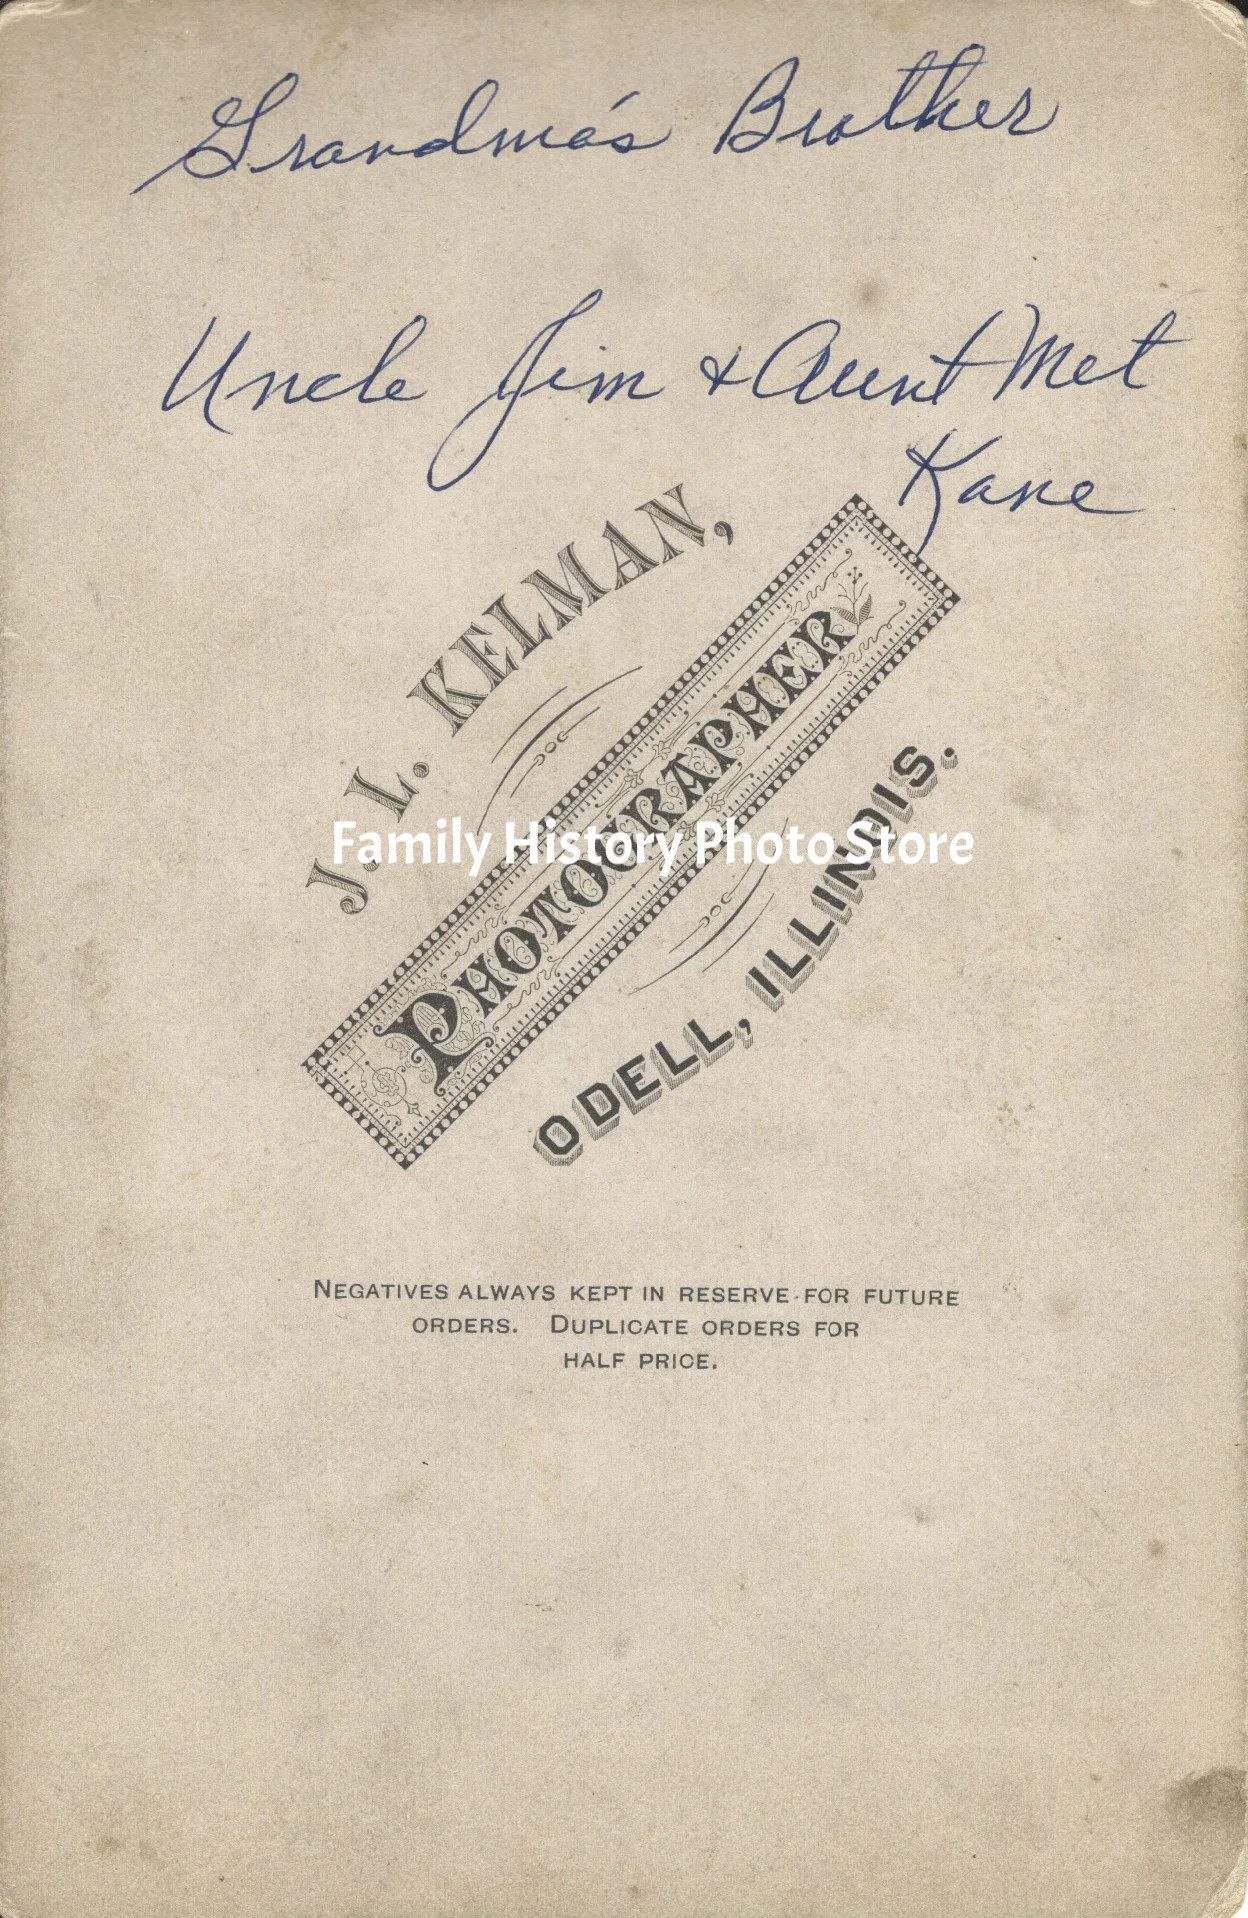 Grandma's Brother
Uncle Jim & Aunt Met
Kane
J. L. KELMAN,
PHOTOGRAPHER
ODELL, ILLINOIS.
Family History Photo Store
NEGATIVES ALWAYS KEPT IN RESERVE FOR FUTURE
ORDERS. DUPLICATE ORDERS FOR
HALF PRICE.